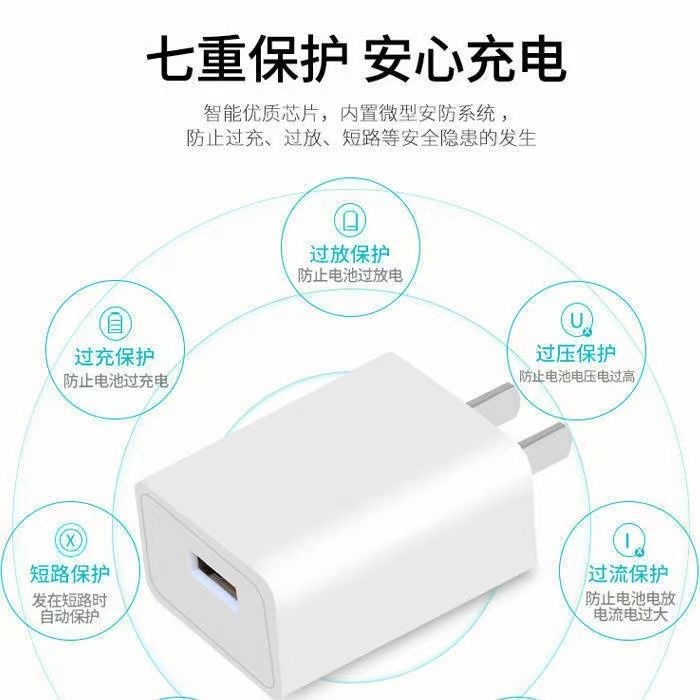 七重保护 安心充电
智能优质芯片，内置微型安防系统，
防止过充、过放、短路等安全隐患的发生
过放保护
防止电池过放电
过充保护
防止电池过充电
U
过压保护
防止电池电压电过高
X
短路保护
发在短路时
自动保护
I
过流保护
防止电池电放
电流电过大